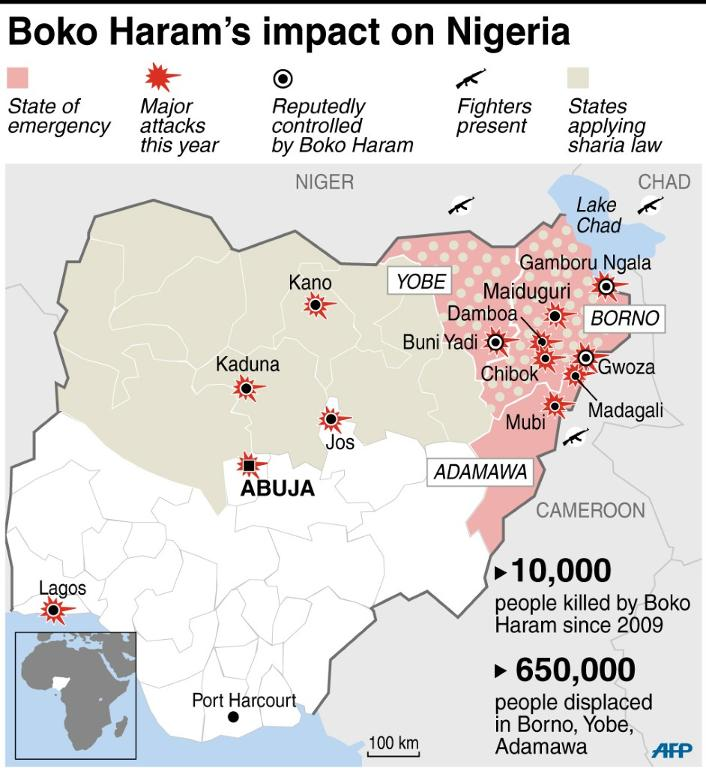 Boko Haram's impact on Nigeria
State of
emergency
Major
attacks
this year
Reputedly
controlled
by Boko Haram
Fighters
present
States
applying
sharia law
NIGER
CHAD
Lake
Chad
Gamboru Ngala
YOBE
Kano
Maiduguri
Damboa
BORNO
Buni Yadi
Kaduna
Chibok
Gwoza
Madagali
Mubi
Jos
ADAMAWA
ABUJA
CAMEROON
10,000
people killed by Boko
Haram since 2009
Lagos
650,000
people displaced
in Borno, Yobe,
Adamawa
Port Harcourt
100 km
AFP